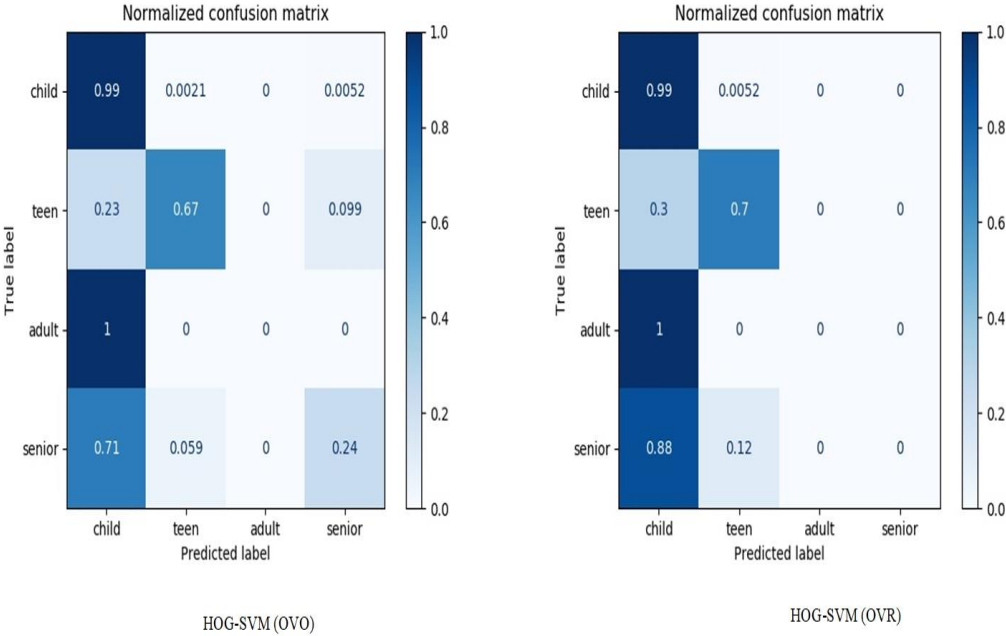 Normalized confusion matrix
child 0.99 0.0021 0 0.0052
teen 0.23 0.67 0 0.099
adult 1 0 0 0
senior 0.71 0.059 0 0.24
child teen adult senior
True label
Predicted label
1.0
0.8
0.6
0.4
0.2
0.0
HOG-SVM (OVO)
Normalized confusion matrix
child 0.99 0.0052 0 0
teen 0.3 0.7 0 0
adult 1 0 0 0
senior 0.88 0.12 0 0
child teen adult senior
True label
Predicted label
1.0
0.8
0.6
0.4
0.2
0.0
HOG-SVM (OVR)